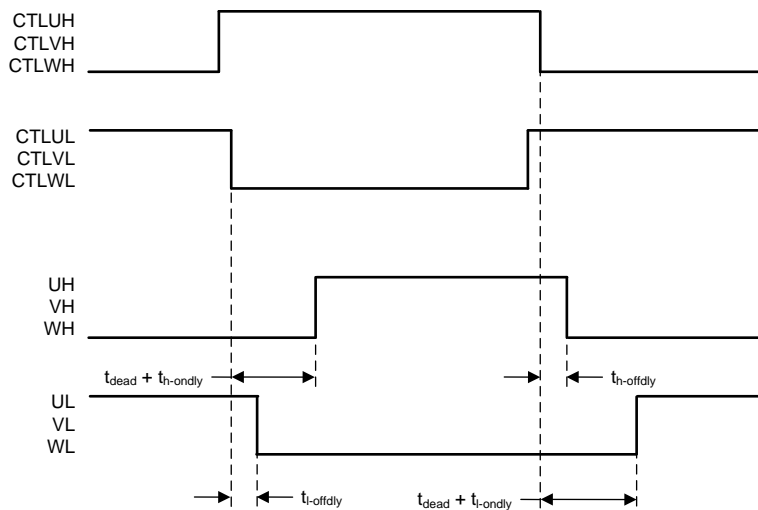 CTLUH
CTLVH
CTLWH
CTLUL
CTLVL
CTLWL
UH
VH
WH
tdead + th-ondly
th-offdly
UL
VL
WL
tl-offdly
tdead + tl-ondly